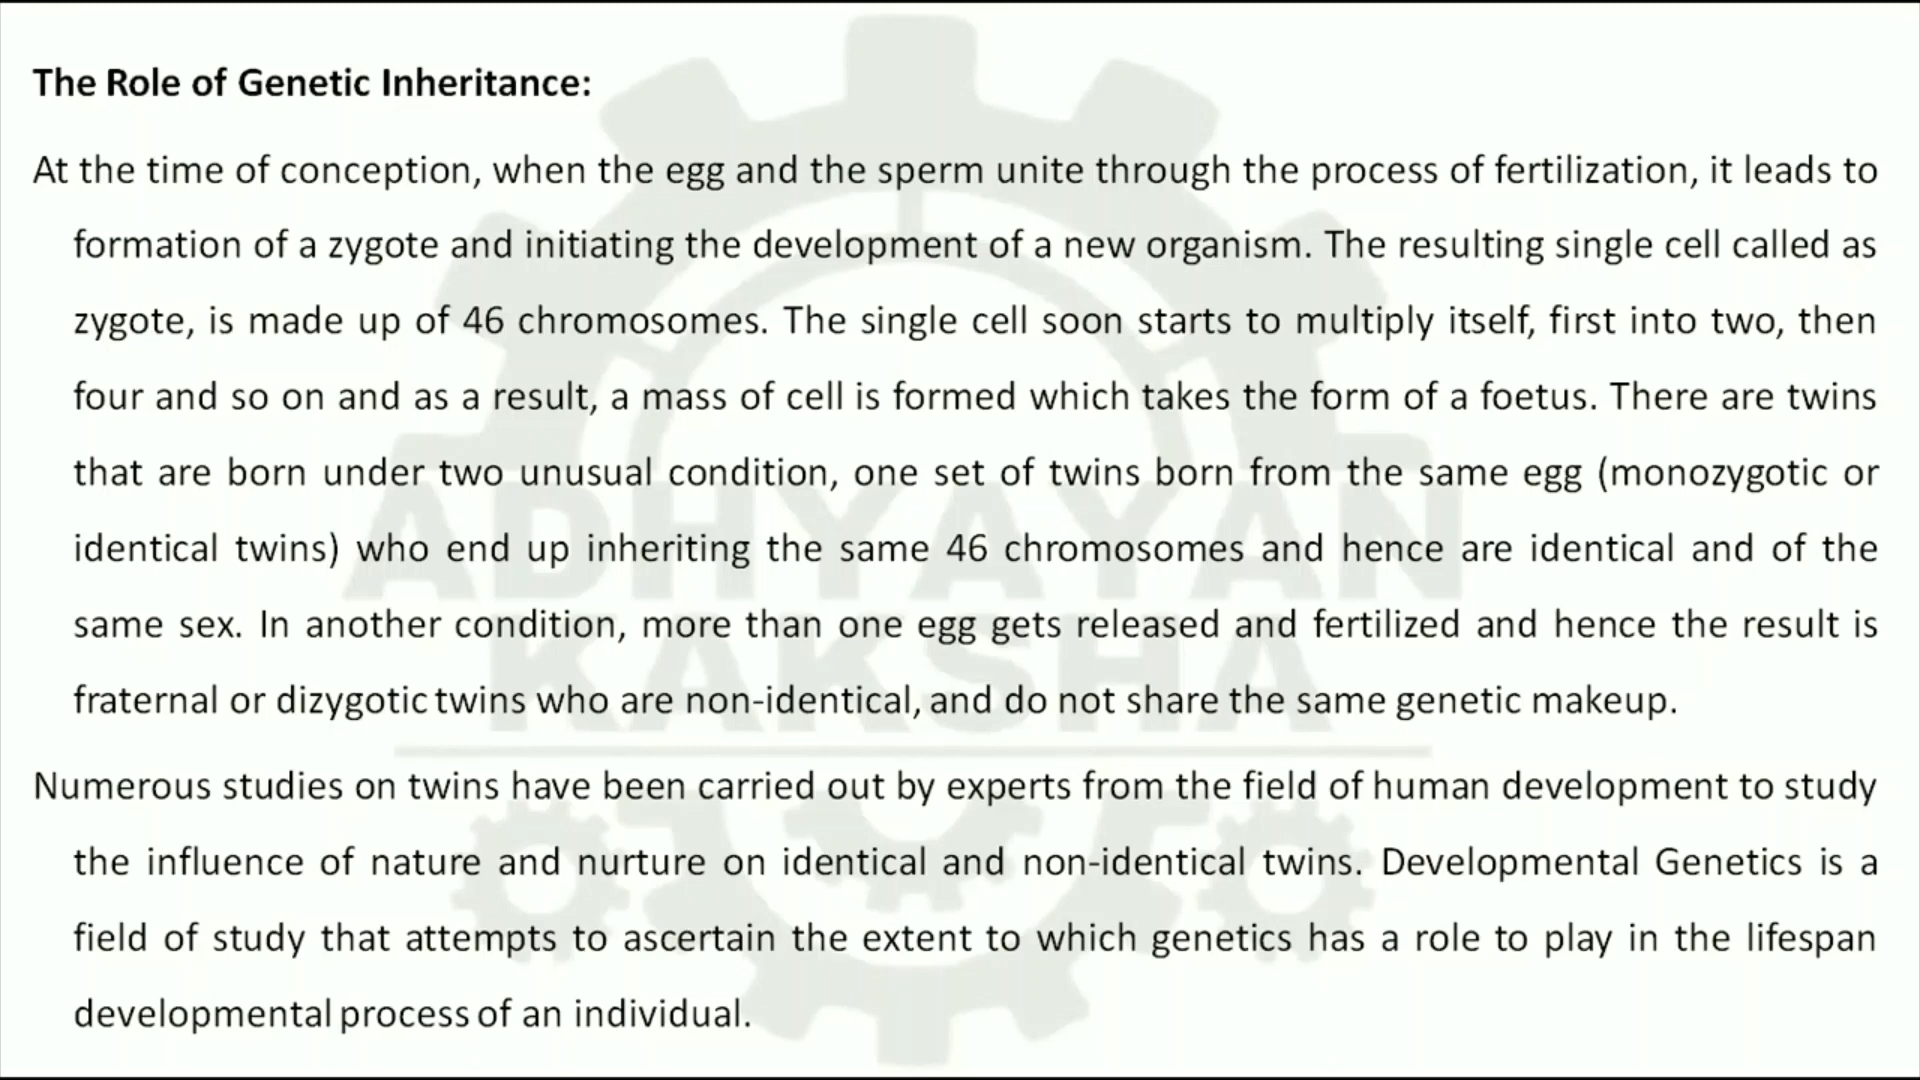 The Role of Genetic Inheritance:
At the time of conception, when the egg and the sperm unite through the process of fertilization, it leads to
formation of a zygote and initiating the development of a new organism. The resulting single cell called as
zygote, is made up of 46 chromosomes. The single cell soon starts to multiply itself, first into two, then
four and so on and as a result, a mass of cell is formed which takes the form of a foetus. There are twins
that are born under two unusual condition, one set of twins born from the same egg (monozygotic or
identical twins) who end up inheriting the same 46 chromosomes and hence are identical and of the
same sex. In another condition, more than one egg gets released and fertilized and hence the result is
fraternal or dizygotic twins who are non-identical, and do not share the same genetic makeup.
Numerous studies on twins have been carried out by experts from the field of human development to study
the influence of nature and nurture on identical and non-identical twins. Developmental Genetics is a
field of study that attempts to ascertain the extent to which genetics has a role to play in the lifespan
developmental process of an individual.
ADHYAYAN
KAKSHA